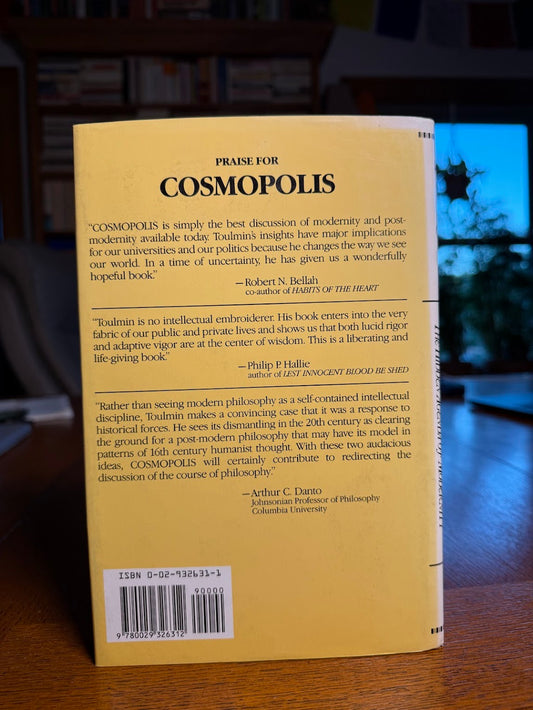 PRAISE FOR
COSMOPOLIS
"COSMOPOLIS is simply the best discussion of modernity and post-
modernity available today. Toulmin's insights have major implications
for our universities and our politics because he changes the way we see
our world. In a time of uncertainty, he has given us a wonderfully
hopeful book."
—Robert N. Bellah
co-author of HABITS OF THE HEART
"Toulmin is no intellectual embroiderer. His book enters into the very
fabric of our public and private lives and shows us that both lucid rigor
and adaptive vigor are at the center of wisdom. This is a liberating and
life-giving book."
—Philip P. Hallie
author of LEST INNOCENT BLOOD BE SHED
"Rather than seeing modern philosophy as a self-contained intellectual
discipline, Toulmin makes a convincing case that it was a response to
historical forces. He sees its dismantling in the 20th century as clearing
the ground for a post-modern philosophy that may have its model in
patterns of 16th century humanist thought. With these two audacious
ideas, COSMOPOLIS will certainly contribute to redirecting the
discussion of the course of philosophy."
—Arthur C. Danto
Johnsonian Professor of Philosophy
Columbia University
ISBN 0-02-932631-1
90000
9 780029 326312